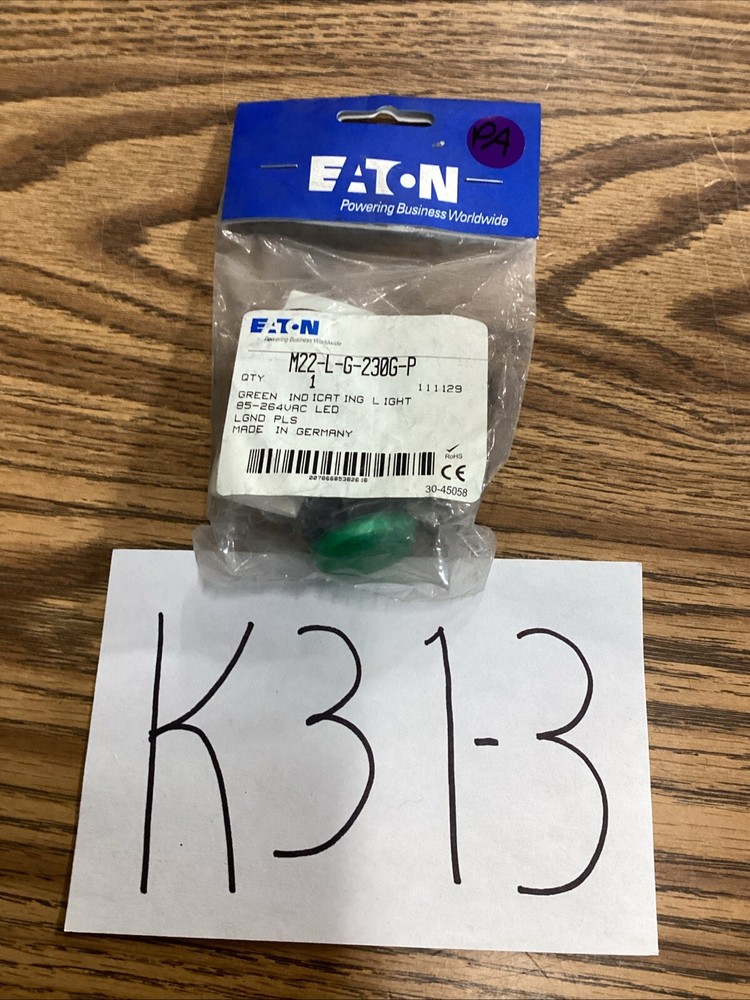 PA
EATON
Powering Business Worldwide
EATON
Powering Business Worldwide
M22-L-G-230G-P
QTY 1 111129
GREEN INDICATING LIGHT
85-264VAC LED
LGND PLS
MADE IN GERMANY
RoHS
CE
30-45058
K31-3